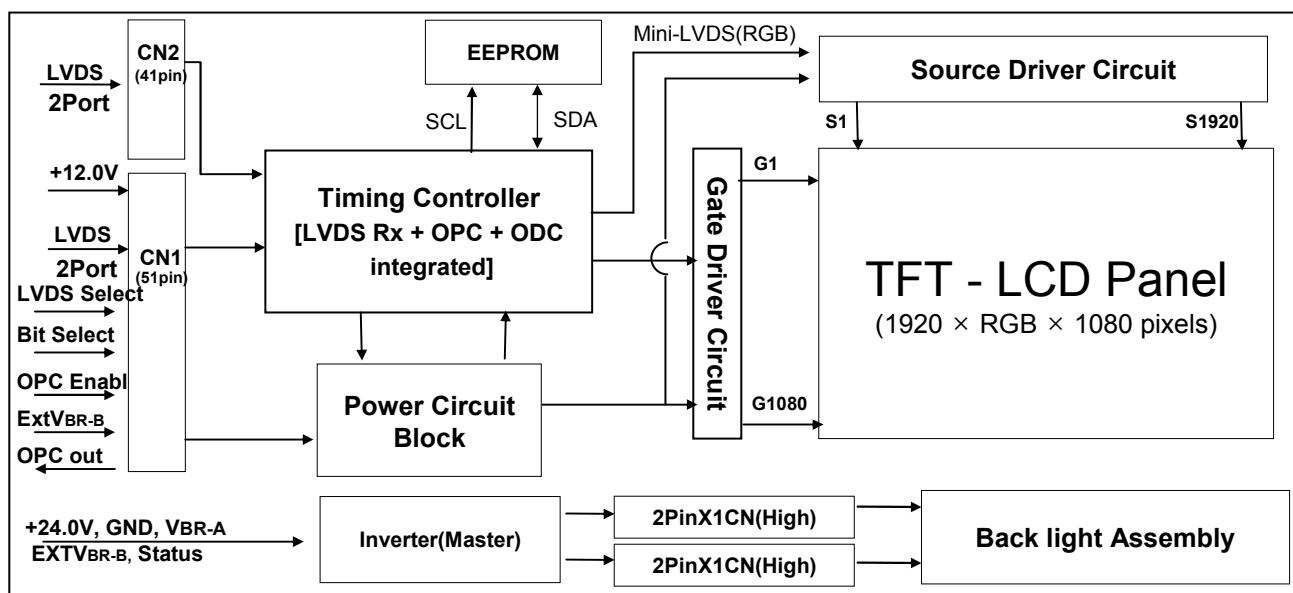 CN2
(41pin)
LVDS
2Port
EEPROM
Mini-LVDS(RGB)
Source Driver Circuit
SCL
SDA
S1
S1920
+12.0V
LVDS
2Port
CN1
(51pin)
LVDS Select
Bit Select
OPC Enabl
ExtVBR-B
OPC out
Timing Controller
[LVDS Rx + OPC + ODC
integrated]
Gate Driver Circuit
G1
G1080
TFT - LCD Panel
(1920 × RGB × 1080 pixels)
Power Circuit
Block
+24.0V, GND, VBR-A
EXTVBR-B, Status
Inverter(Master)
2PinX1CN(High)
2PinX1CN(High)
Back light Assembly